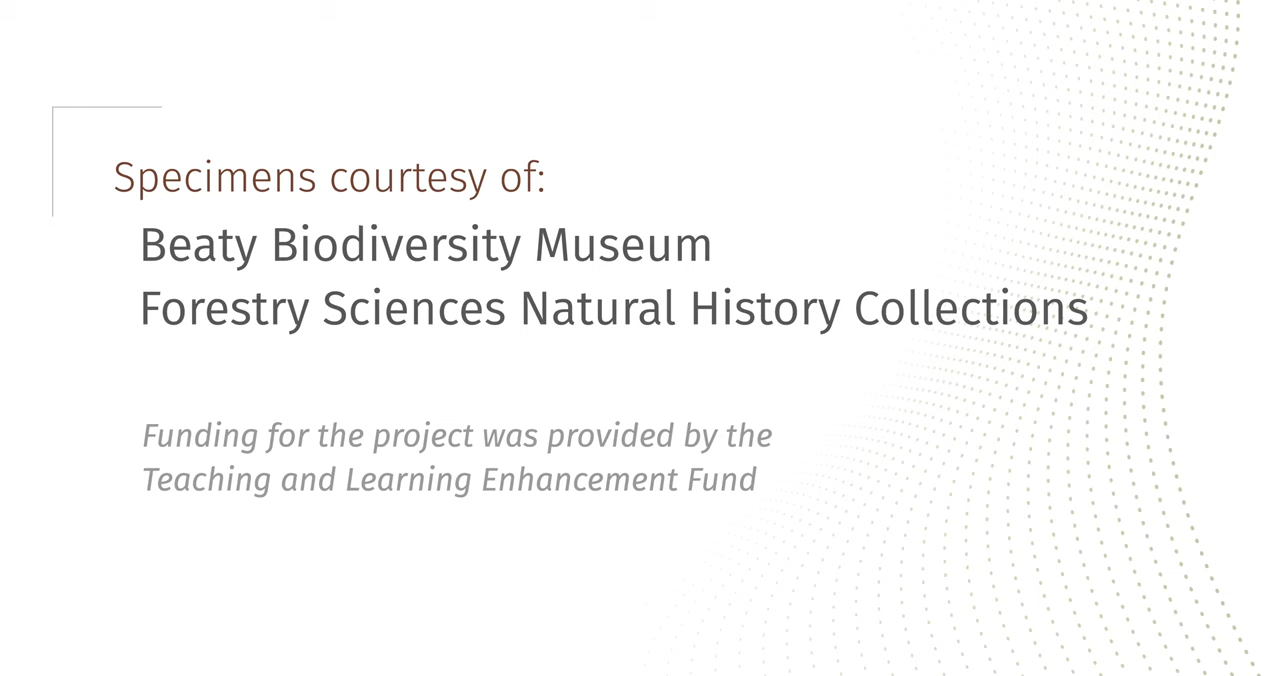 Specimens courtesy of:
Beaty Biodiversity Museum
Forestry Sciences Natural History Collections
Funding for the project was provided by the
Teaching and Learning Enhancement Fund